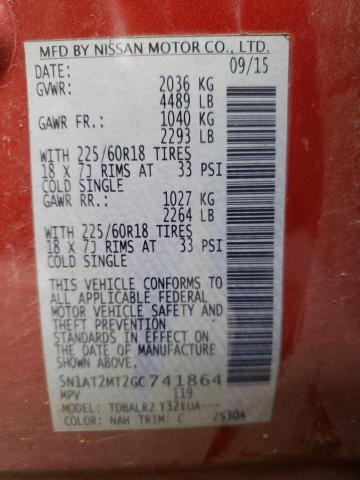 MFD BY NISSAN MOTOR CO., LTD.
DATE: 09/15
GVWR: 2036 KG
4489 LB
GAWR FR.: 1040 KG
2293 LB
WITH 225/60R18 TIRES
18 X 7J RIMS AT 33 PSI
COLD SINGLE
GAWR RR.: 1027 KG
2264 LB
WITH 225/60R18 TIRES
18 X 7J RIMS AT 33 PSI
COLD SINGLE
THIS VEHICLE CONFORMS TO
ALL APPLICABLE FEDERAL
MOTOR VEHICLE SAFETY AND
THEFT PREVENTION
STANDARDS IN EFFECT ON
THE DATE OF MANUFACTURE
SHOWN ABOVE.
5N1AT2MT2GC741864
MPV 119
MODEL: TDBALRZ T32EUA---
COLOR: NAH TRIM: C 2530A